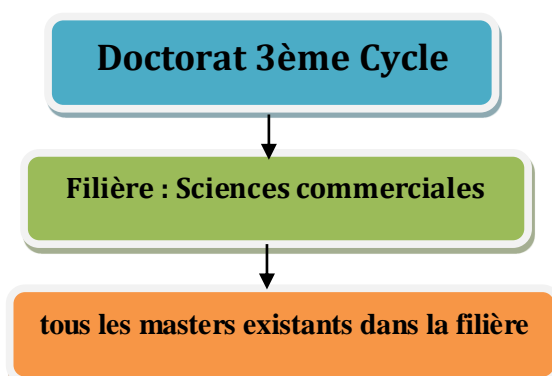 Doctorat 3ème Cycle
Filière : Sciences commerciales
tous les masters existants dans la filière